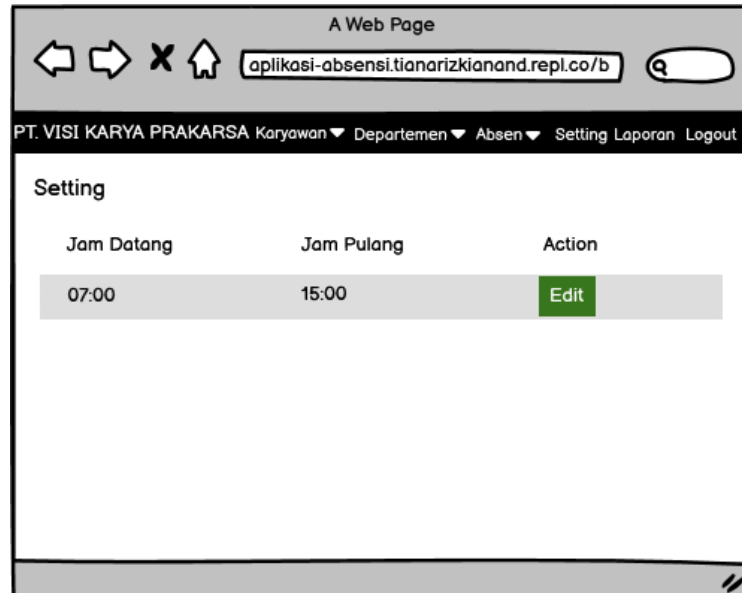 A Web Page
aplikasi-absensi.tianarizkianand.repl.co/b
PT. VISI KARYA PRAKARSA Karyawan Departemen Absen Setting Laporan Logout
Setting
Jam Datang Jam Pulang Action
07:00 15:00 Edit